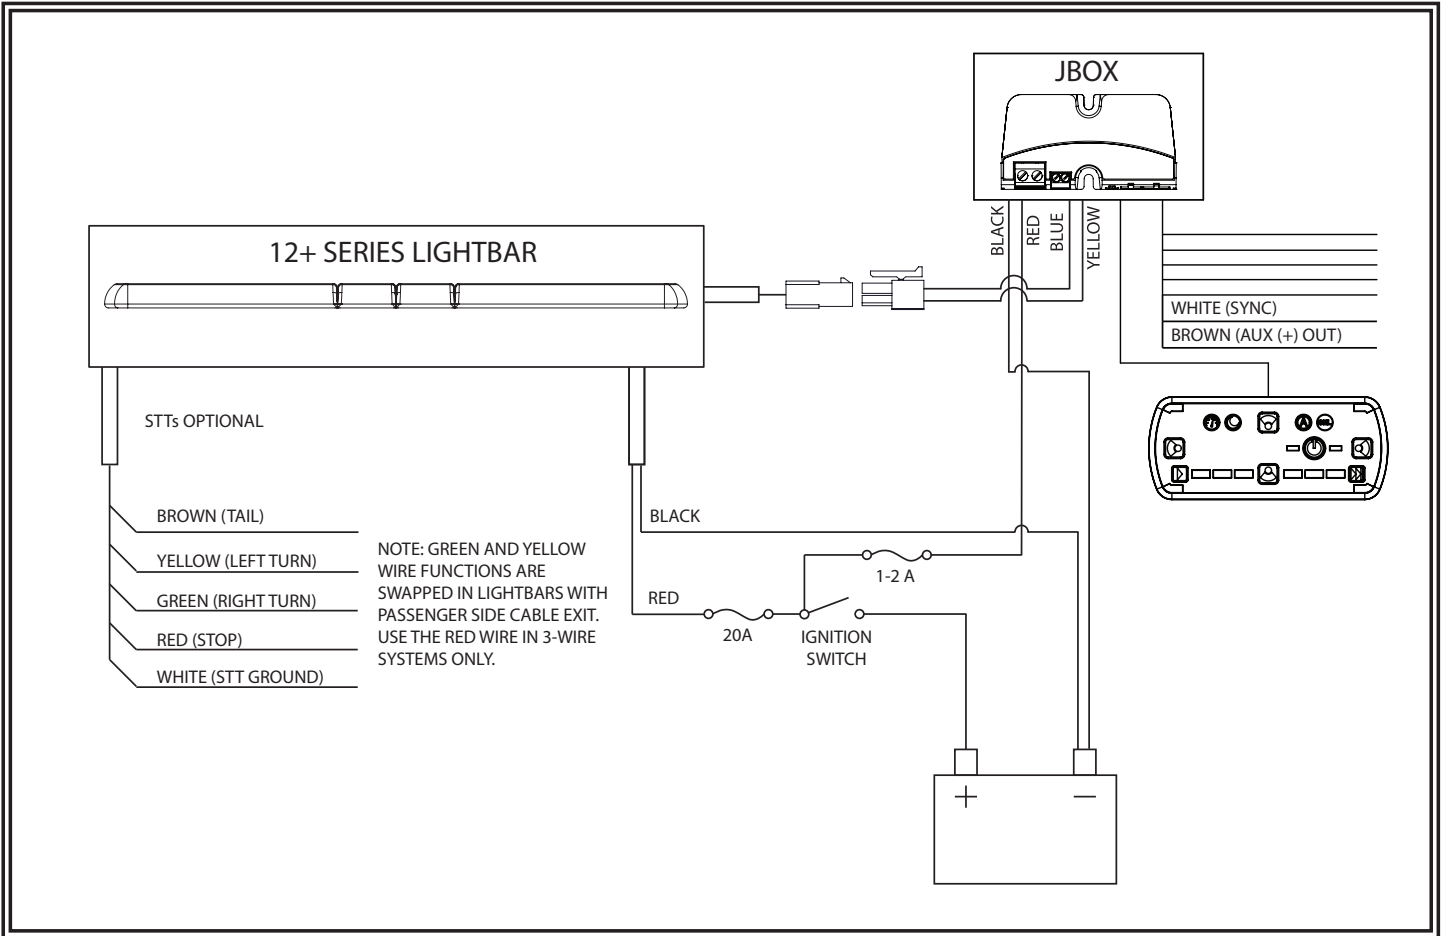 JBOX
BLACK
RED
BLUE
YELLOW
12+ SERIES LIGHTBAR
WHITE (SYNC)
BROWN (AUX (+) OUT)
STTs OPTIONAL
BROWN (TAIL)
YELLOW (LEFT TURN)
GREEN (RIGHT TURN)
RED (STOP)
WHITE (STT GROUND)
NOTE: GREEN AND YELLOW
WIRE FUNCTIONS ARE
SWAPPED IN LIGHTBARS WITH
PASSENGER SIDE CABLE EXIT.
USE THE RED WIRE IN 3-WIRE
SYSTEMS ONLY.
BLACK
RED
20A
1-2 A
IGNITION
SWITCH
+
—